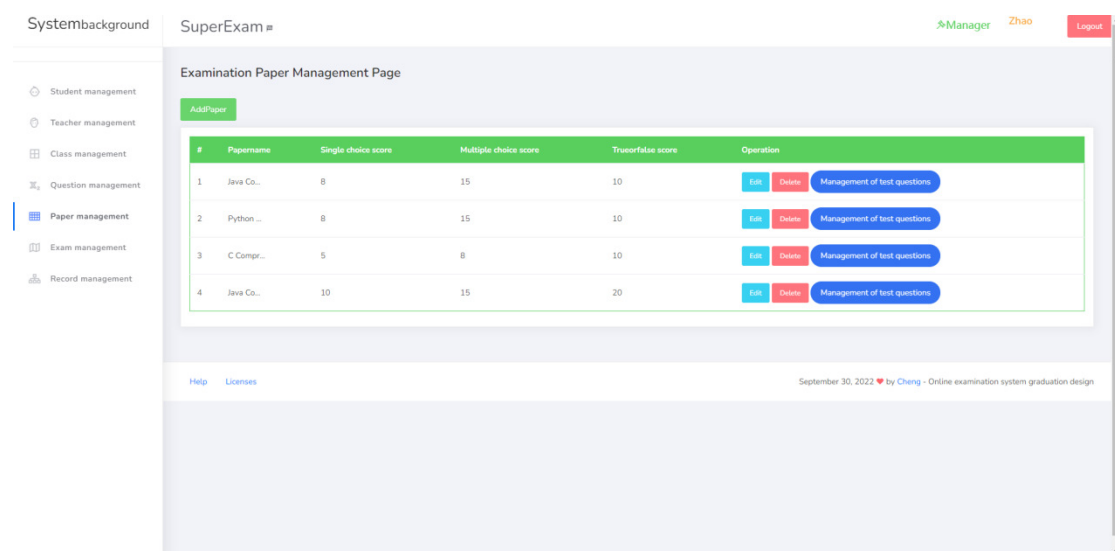 Systembackground SuperExam Manager Zhao Logout
Examination Paper Management Page
Student management
AddPaper
Teacher management
# Papername Single choice score Multiple choice score Trueorfalse score Operation
Class management
1 Java Co... 8 15 10 Edit Delete Management of test questions
Question management
Paper management
2 Python ... 8 15 10 Edit Delete Management of test questions
Exam management
3 C Compr... 5 8 10 Edit Delete Management of test questions
Record management
4 Java Co... 10 15 20 Edit Delete Management of test questions
Help Licenses September 30, 2022 ❤ by Cheng - Online examination system graduation design